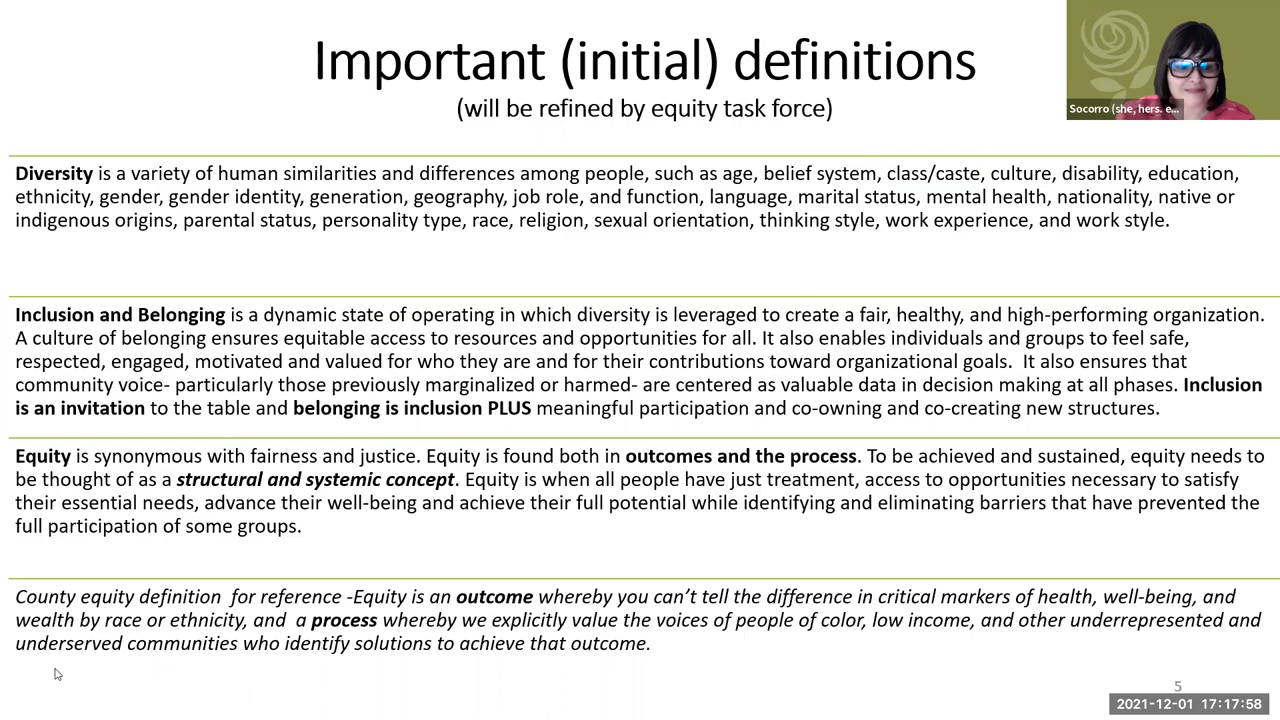 Important (initial) definitions
(will be refined by equity task force)
Socorro (she, hers. e...
Diversity is a variety of human similarities and differences among people, such as age, belief system, class/caste, culture, disability, education,
ethnicity, gender, gender identity, generation, geography, job role, and function, language, marital status, mental health, nationality, native or
indigenous origins, parental status, personality type, race, religion, sexual orientation, thinking style, work experience, and work style.
Inclusion and Belonging is a dynamic state of operating in which diversity is leveraged to create a fair, healthy, and high-performing organization.
A culture of belonging ensures equitable access to resources and opportunities for all. It also enables individuals and groups to feel safe,
respected, engaged, motivated and valued for who they are and for their contributions toward organizational goals.  It also ensures that
community voice- particularly those previously marginalized or harmed- are centered as valuable data in decision making at all phases. Inclusion
is an invitation to the table and belonging is inclusion PLUS meaningful participation and co-owning and co-creating new structures.
Equity is synonymous with fairness and justice. Equity is found both in outcomes and the process. To be achieved and sustained, equity needs to
be thought of as a structural and systemic concept. Equity is when all people have just treatment, access to opportunities necessary to satisfy
their essential needs, advance their well-being and achieve their full potential while identifying and eliminating barriers that have prevented the
full participation of some groups.
County equity definition  for reference -Equity is an outcome whereby you can't tell the difference in critical markers of health, well-being, and
wealth by race or ethnicity, and  a process whereby we explicitly value the voices of people of color, low income, and other underrepresented and
underserved communities who identify solutions to achieve that outcome.
5
2021-12-01 17:17:58